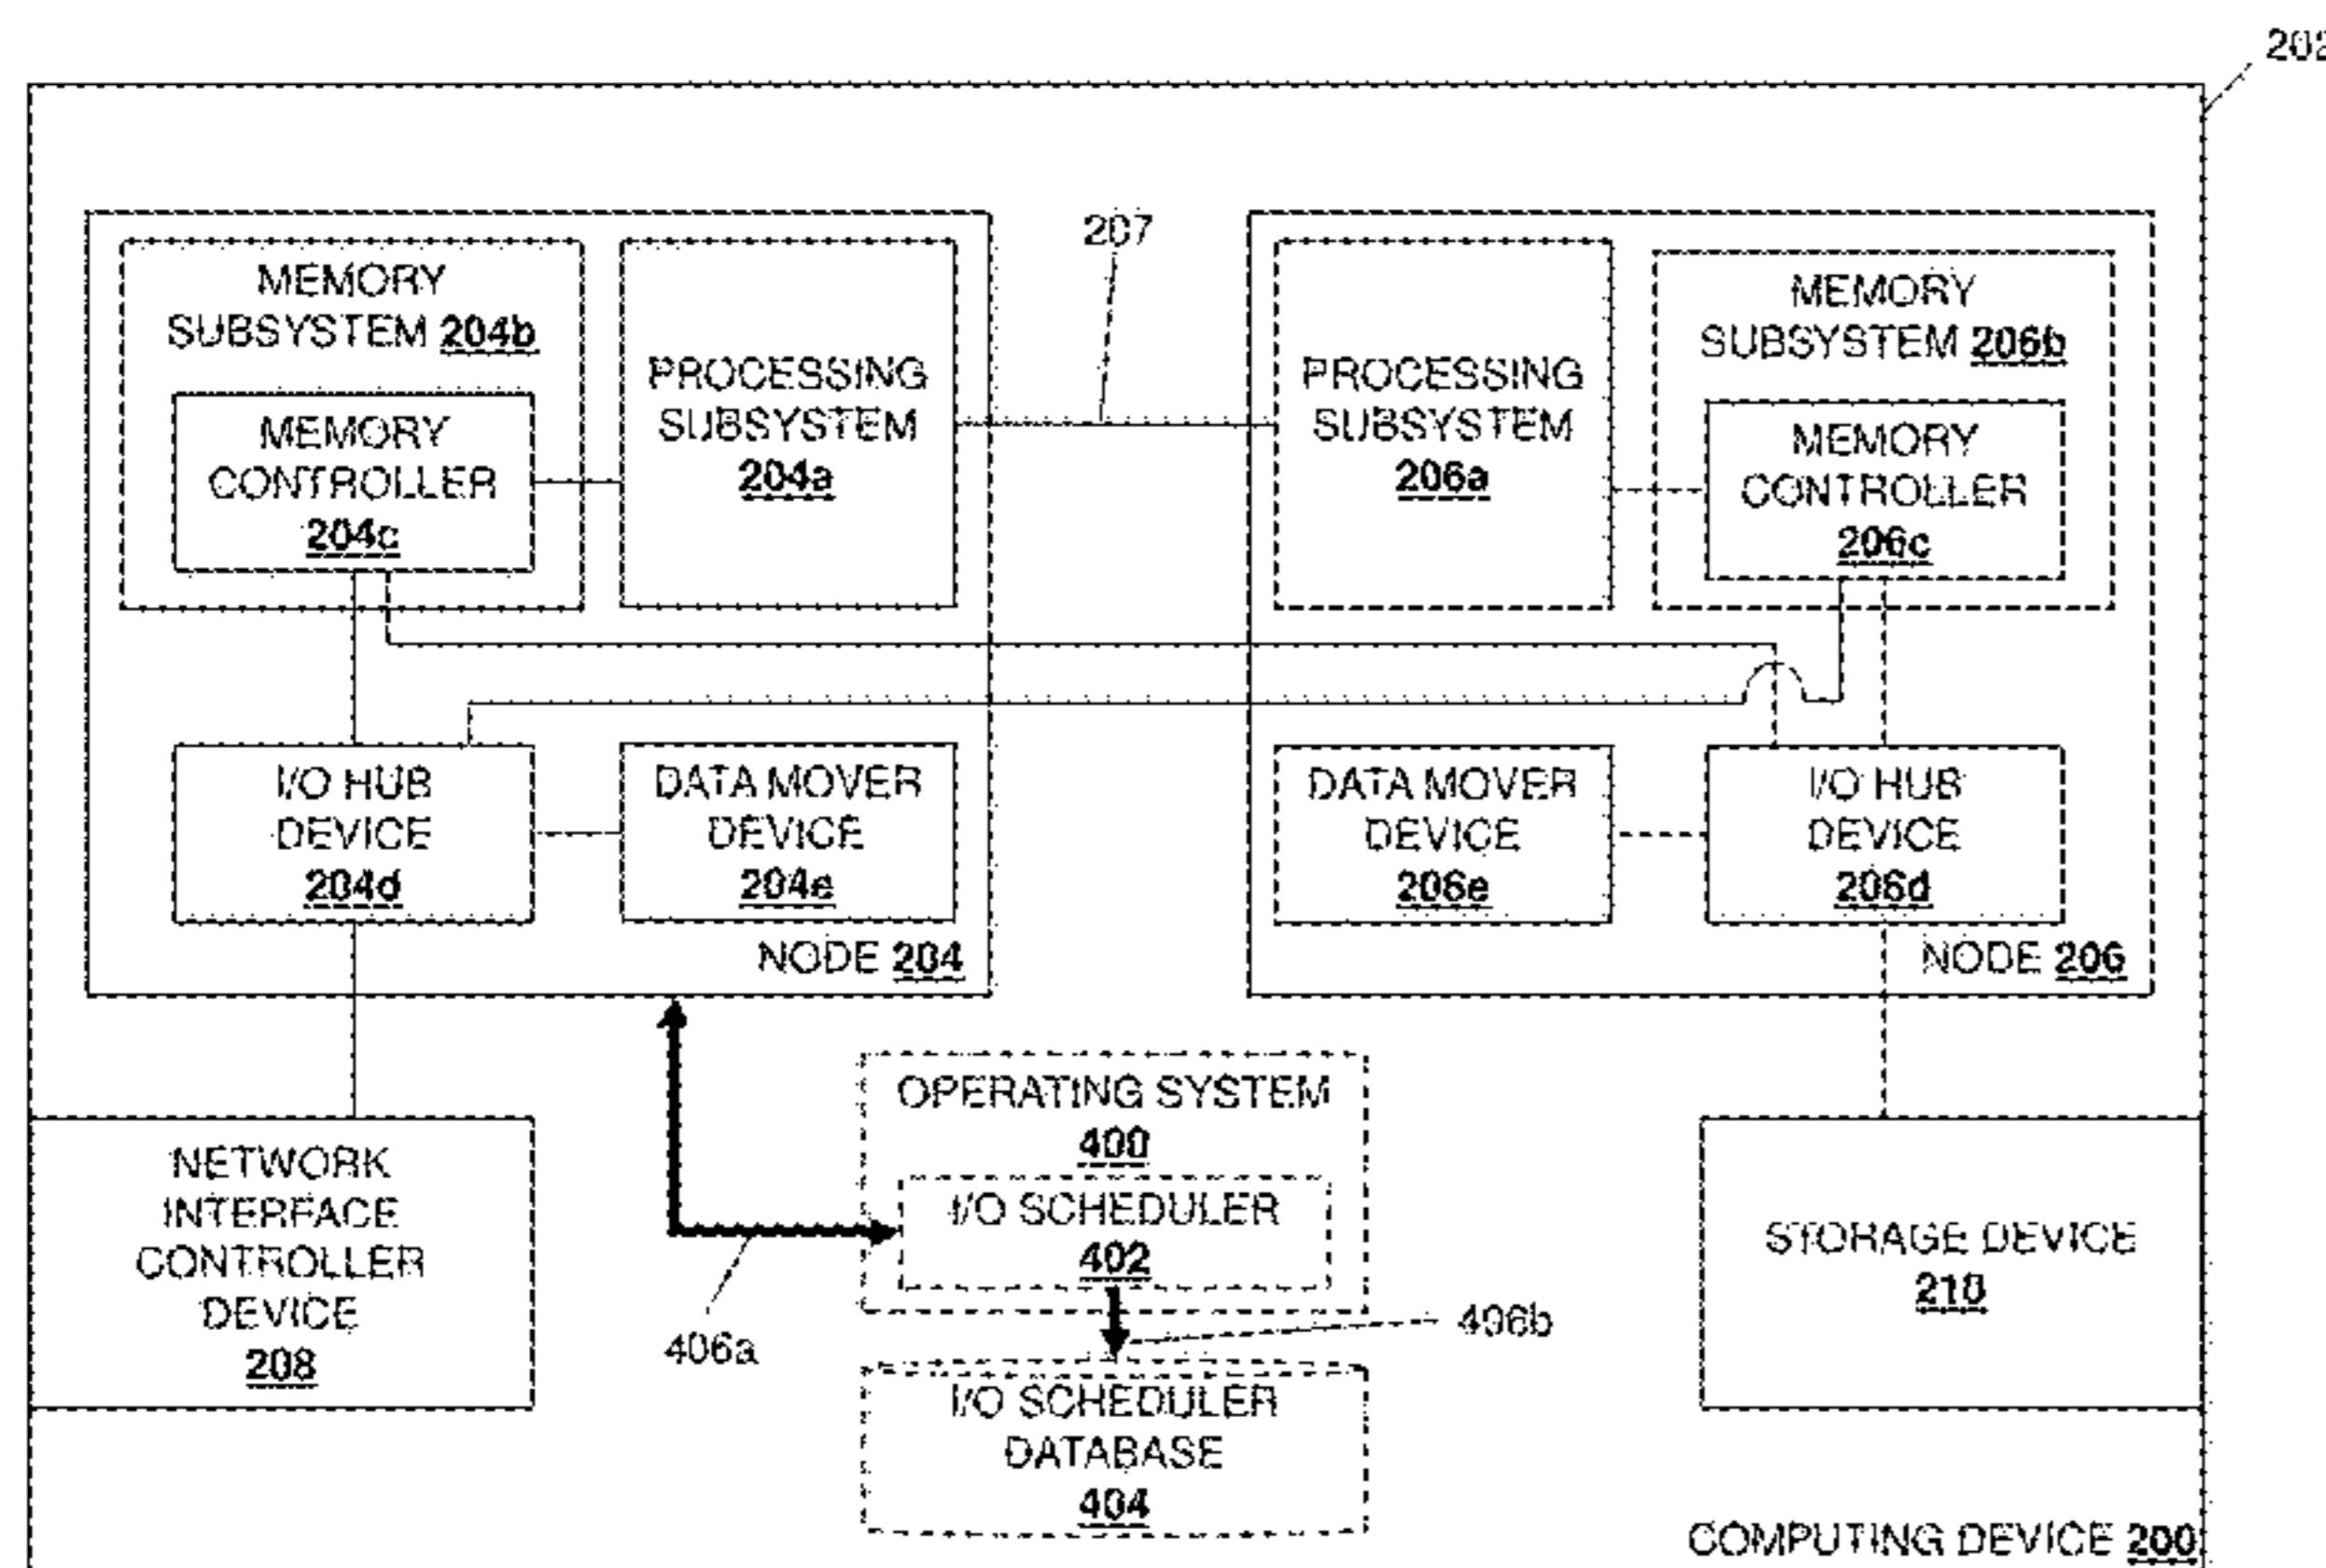 202
207
MEMORY
SUBSYSTEM 204b
MEMORY
CONTROLLER
204c
PROCESSING
SUBSYSTEM
204a
PROCESSING
SUBSYSTEM
206a
MEMORY
SUBSYSTEM 206b
MEMORY
CONTROLLER
206c
I/O HUB
DEVICE
204d
DATA MOVER
DEVICE
204e
NODE 204
DATA MOVER
DEVICE
206e
I/O HUB
DEVICE
206d
NODE 206
OPERATING SYSTEM
400
I/O SCHEDULER
402
406a
406b
I/O SCHEDULER
DATABASE
404
NETWORK
INTERFACE
CONTROLLER
DEVICE
208
STORAGE DEVICE
210
COMPUTING DEVICE 200